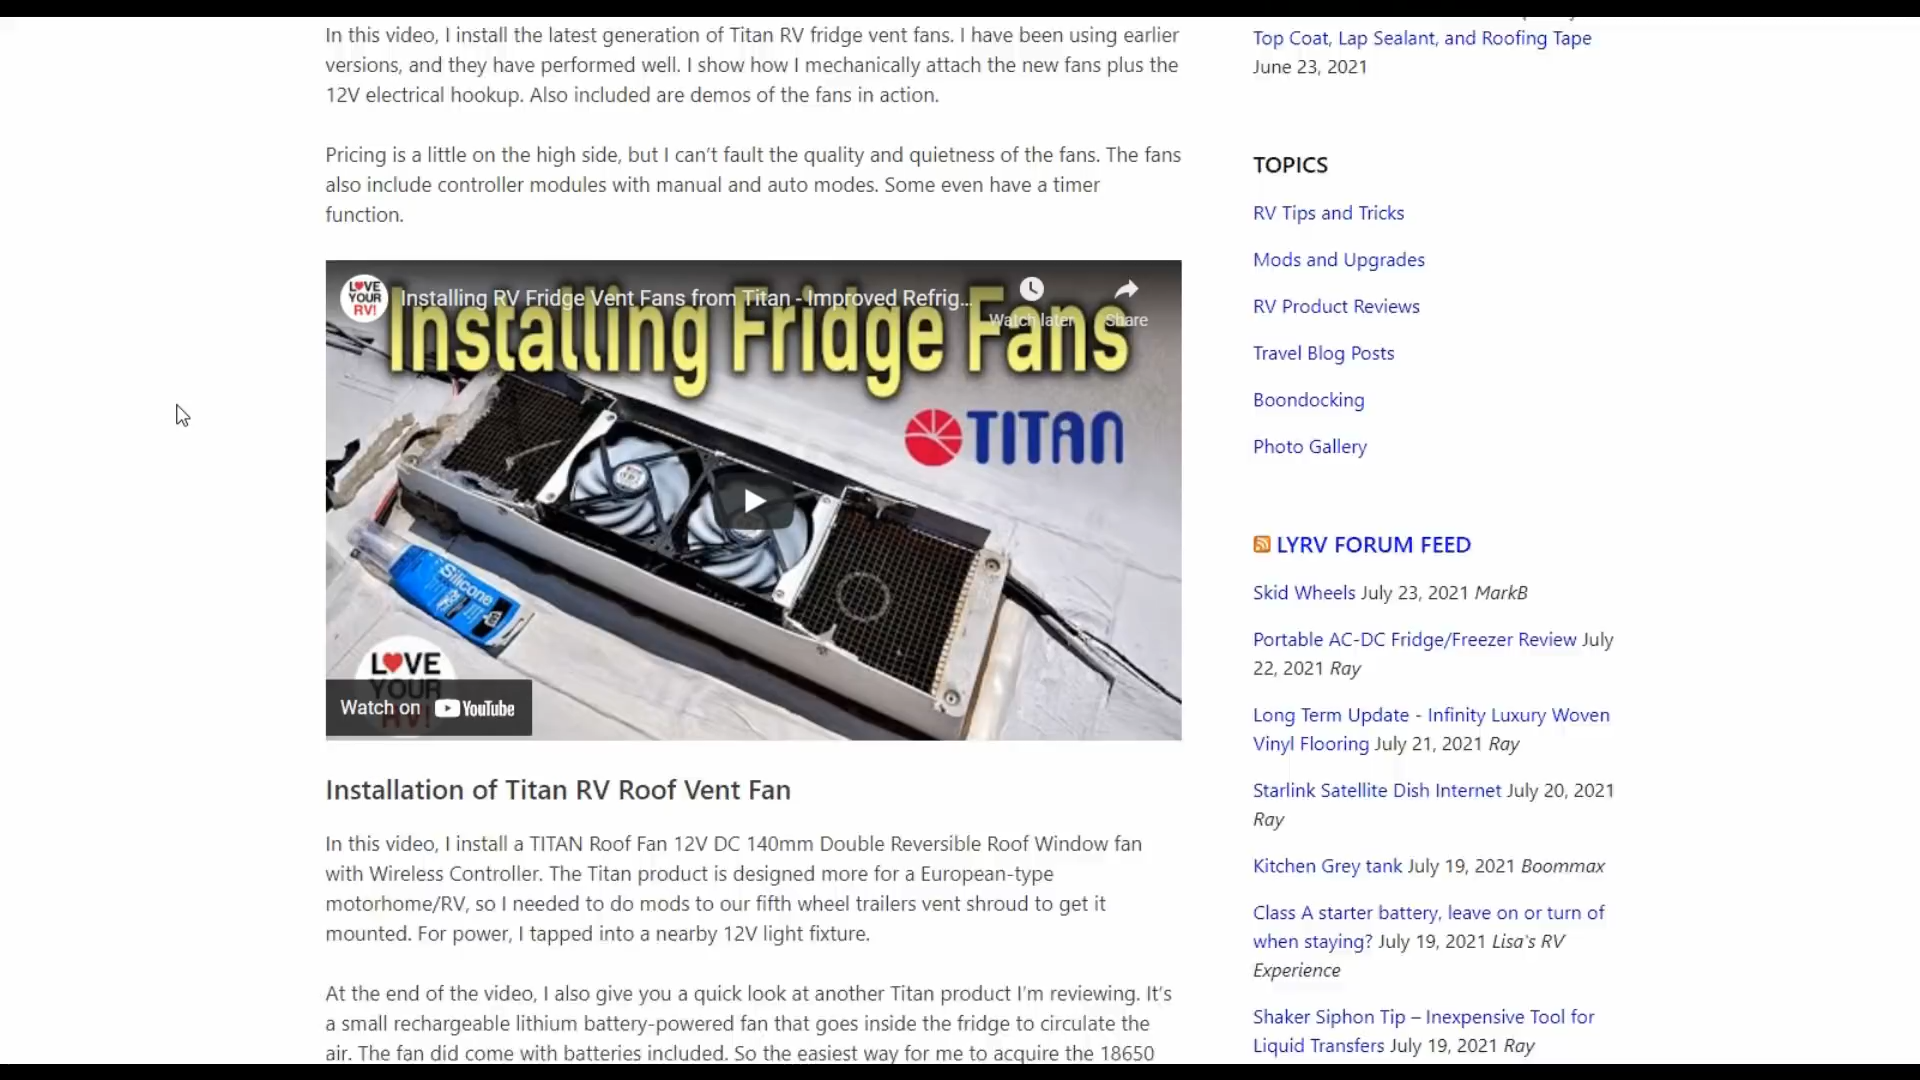 In this video, I install the latest generation of Titan RV fridge vent fans. I have been using earlier
versions, and they have performed well. I show how I mechanically attach the new fans plus the
12V electrical hookup. Also included are demos of the fans in action.
Pricing is a little on the high side, but I can't fault the quality and quietness of the fans. The fans
also include controller modules with manual and auto modes. Some even have a timer
function.
LOVE
YOUR
RV!
Installing RV Fridge Vent Fans from Titan - Improved Refrig...
Watch later
Share
Installing Fridge Fans
TITAN
Silicone
LOVE
YOUR
RV!
Watch on YouTube
Installation of Titan RV Roof Vent Fan
In this video, I install a TITAN Roof Fan 12V DC 140mm Double Reversible Roof Window fan
with Wireless Controller. The Titan product is designed more for a European-type
motorhome/RV, so I needed to do mods to our fifth wheel trailers vent shroud to get it
mounted. For power, I tapped into a nearby 12V light fixture.
At the end of the video, I also give you a quick look at another Titan product I'm reviewing. It's
a small rechargeable lithium battery-powered fan that goes inside the fridge to circulate the
air. The fan did come with batteries included. So the easiest way for me to acquire the 18650
Top Coat, Lap Sealant, and Roofing Tape
June 23, 2021
TOPICS
RV Tips and Tricks
Mods and Upgrades
RV Product Reviews
Travel Blog Posts
Boondocking
Photo Gallery
LYRV FORUM FEED
Skid Wheels July 23, 2021 MarkB
Portable AC-DC Fridge/Freezer Review July
22, 2021 Ray
Long Term Update - Infinity Luxury Woven
Vinyl Flooring July 21, 2021 Ray
Starlink Satellite Dish Internet July 20, 2021
Ray
Kitchen Grey tank July 19, 2021 Boommax
Class A starter battery, leave on or turn of
when staying? July 19, 2021 Lisa's RV
Experience
Shaker Siphon Tip – Inexpensive Tool for
Liquid Transfers July 19, 2021 Ray